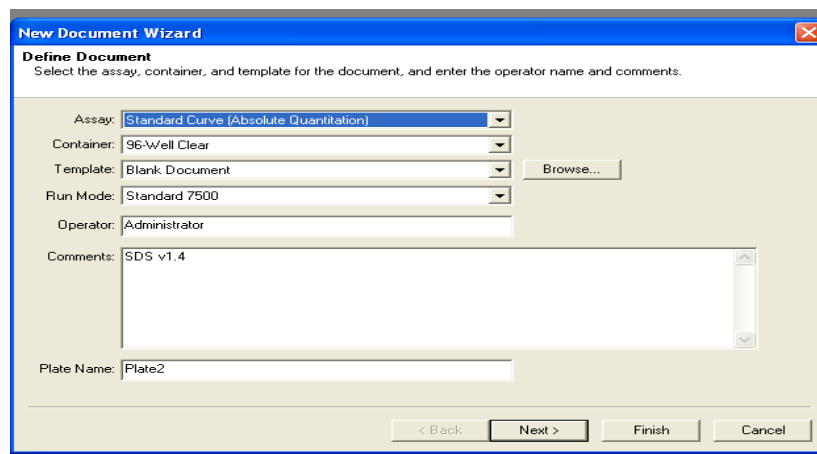 New Document Wizard
Define Document
Select the assay, container, and template for the document, and enter the operator name and comments.
Assay: Standard Curve (Absolute Quantitation)
Container: 96-Well Clear
Template: Blank Document Browse...
Run Mode: Standard 7500
Operator: Administrator
Comments: SDS v1.4
Plate Name: Plate2
< Back Next > Finish Cancel